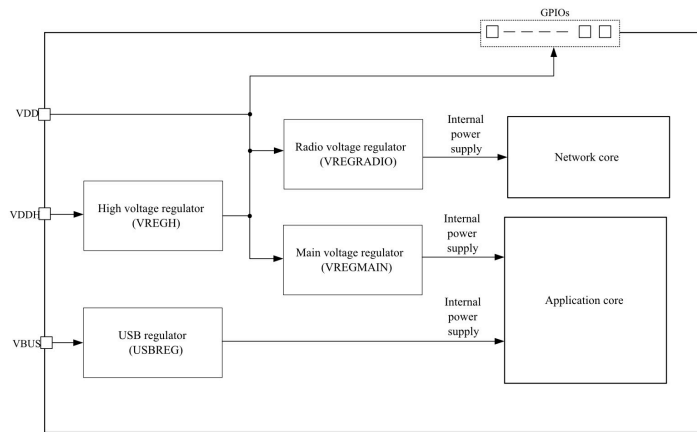 GPIOs
VDD
Internal
power
supply
Radio voltage regulator
(VREGRADIO)
Network core
VDDH
High voltage regulator
(VREGH)
Internal
power
supply
Main voltage regulator
(VREGMAIN)
Application core
Internal
power
supply
VBUS
USB regulator
(USBREG)